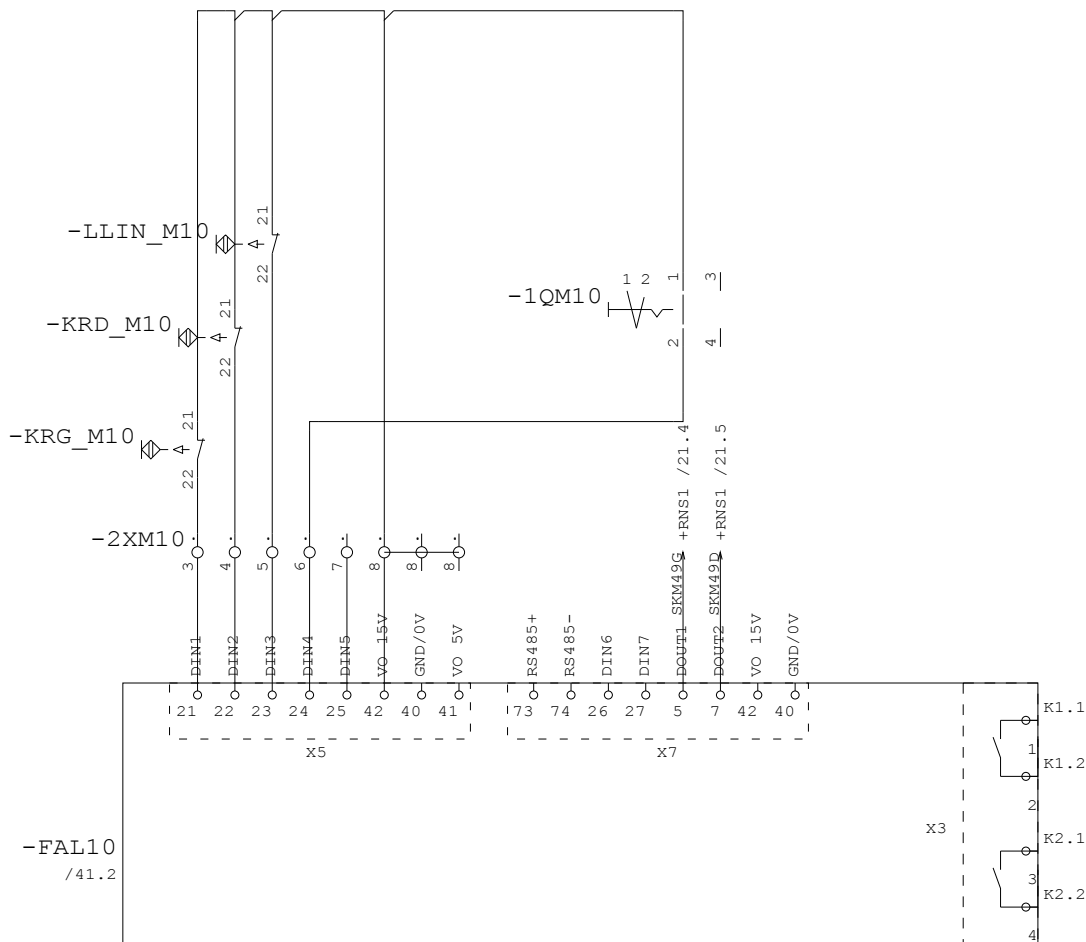 -LLIN_M10
21
22
-KRD_M10
21
22
-KRG_M10
21
22
-1QM10
1 2
1
2
3
4
-2XM10
3
4
5
6
7
8
8
8
SKM49G +RNS1 /21.4
SKM49D +RNS1 /21.5
DIN1
DIN2
DIN3
DIN4
DIN5
VO 15V
GND/0V
VO 5V
RS485+
RS485-
DIN6
DIN7
DOUT1
DOUT2
VO 15V
GND/0V
21 22 23 24 25 42 40 41
73 74 26 27 5 7 42 40
X5
X7
K1.1
1
K1.2
2
X3
K2.1
3
K2.2
4
-FAL10
/41.2